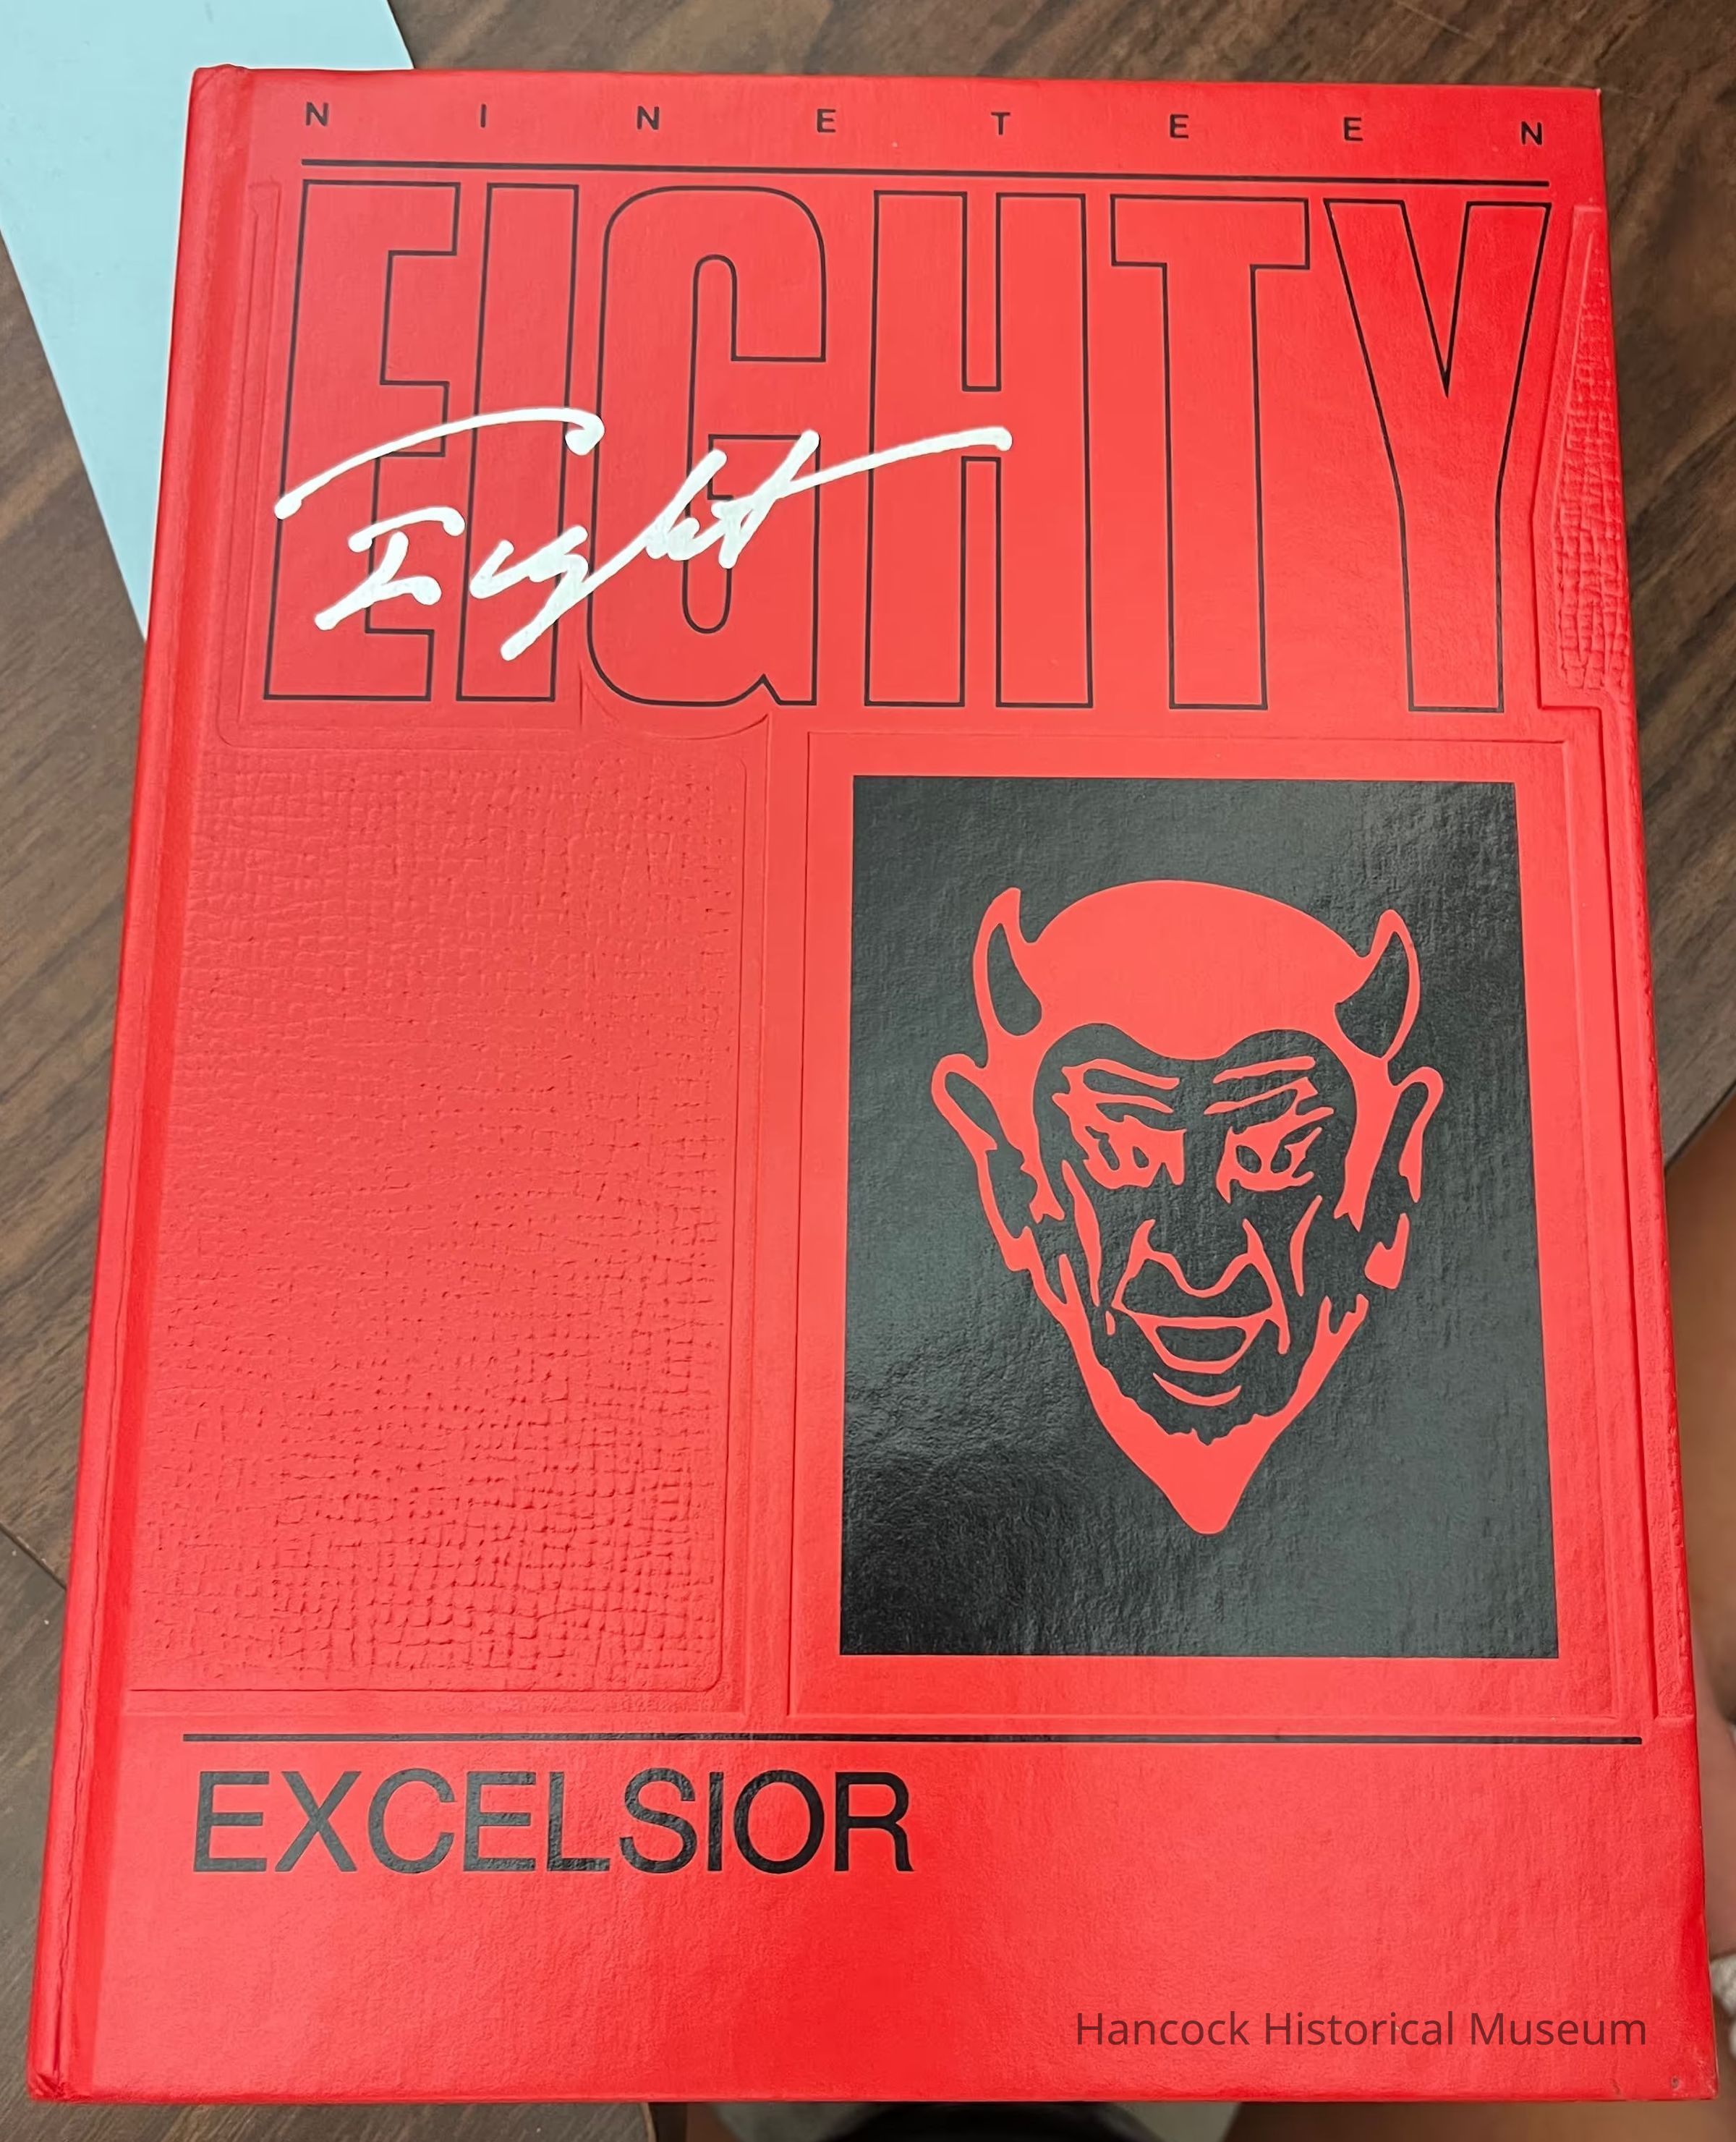 NINETEEN
EIGHTY
Eight
EXCELSIOR
Hancock Historical Museum